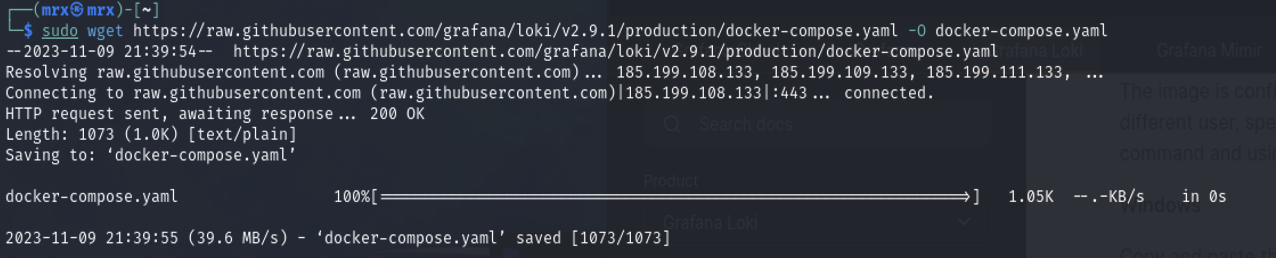 ┌──(mrx㉿mrx)-[~]
└─$ sudo wget https://raw.githubusercontent.com/grafana/loki/v2.9.1/production/docker-compose.yaml -O docker-compose.yaml
--2023-11-09 21:39:54--  https://raw.githubusercontent.com/grafana/loki/v2.9.1/production/docker-compose.yaml
Grafana Loki Grafana Mimir
Resolving raw.githubusercontent.com (raw.githubusercontent.com)... 185.199.108.133, 185.199.109.133, 185.199.111.133, ...
Connecting to raw.githubusercontent.com (raw.githubusercontent.com)|185.199.108.133|:443... connected.
The image is conf
HTTP request sent, awaiting response... 200 OK
Search docs
different user, spe
Length: 1073 (1.0K) [text/plain]
Saving to: ‘docker-compose.yaml’
command and usin
Product
docker-compose.yaml 100%[===================================================>] 1.05K --.-KB/s in 0s
Windows
Grafana Loki
2023-11-09 21:39:55 (39.6 MB/s) - ‘docker-compose.yaml’ saved [1073/1073]
Copy and paste th